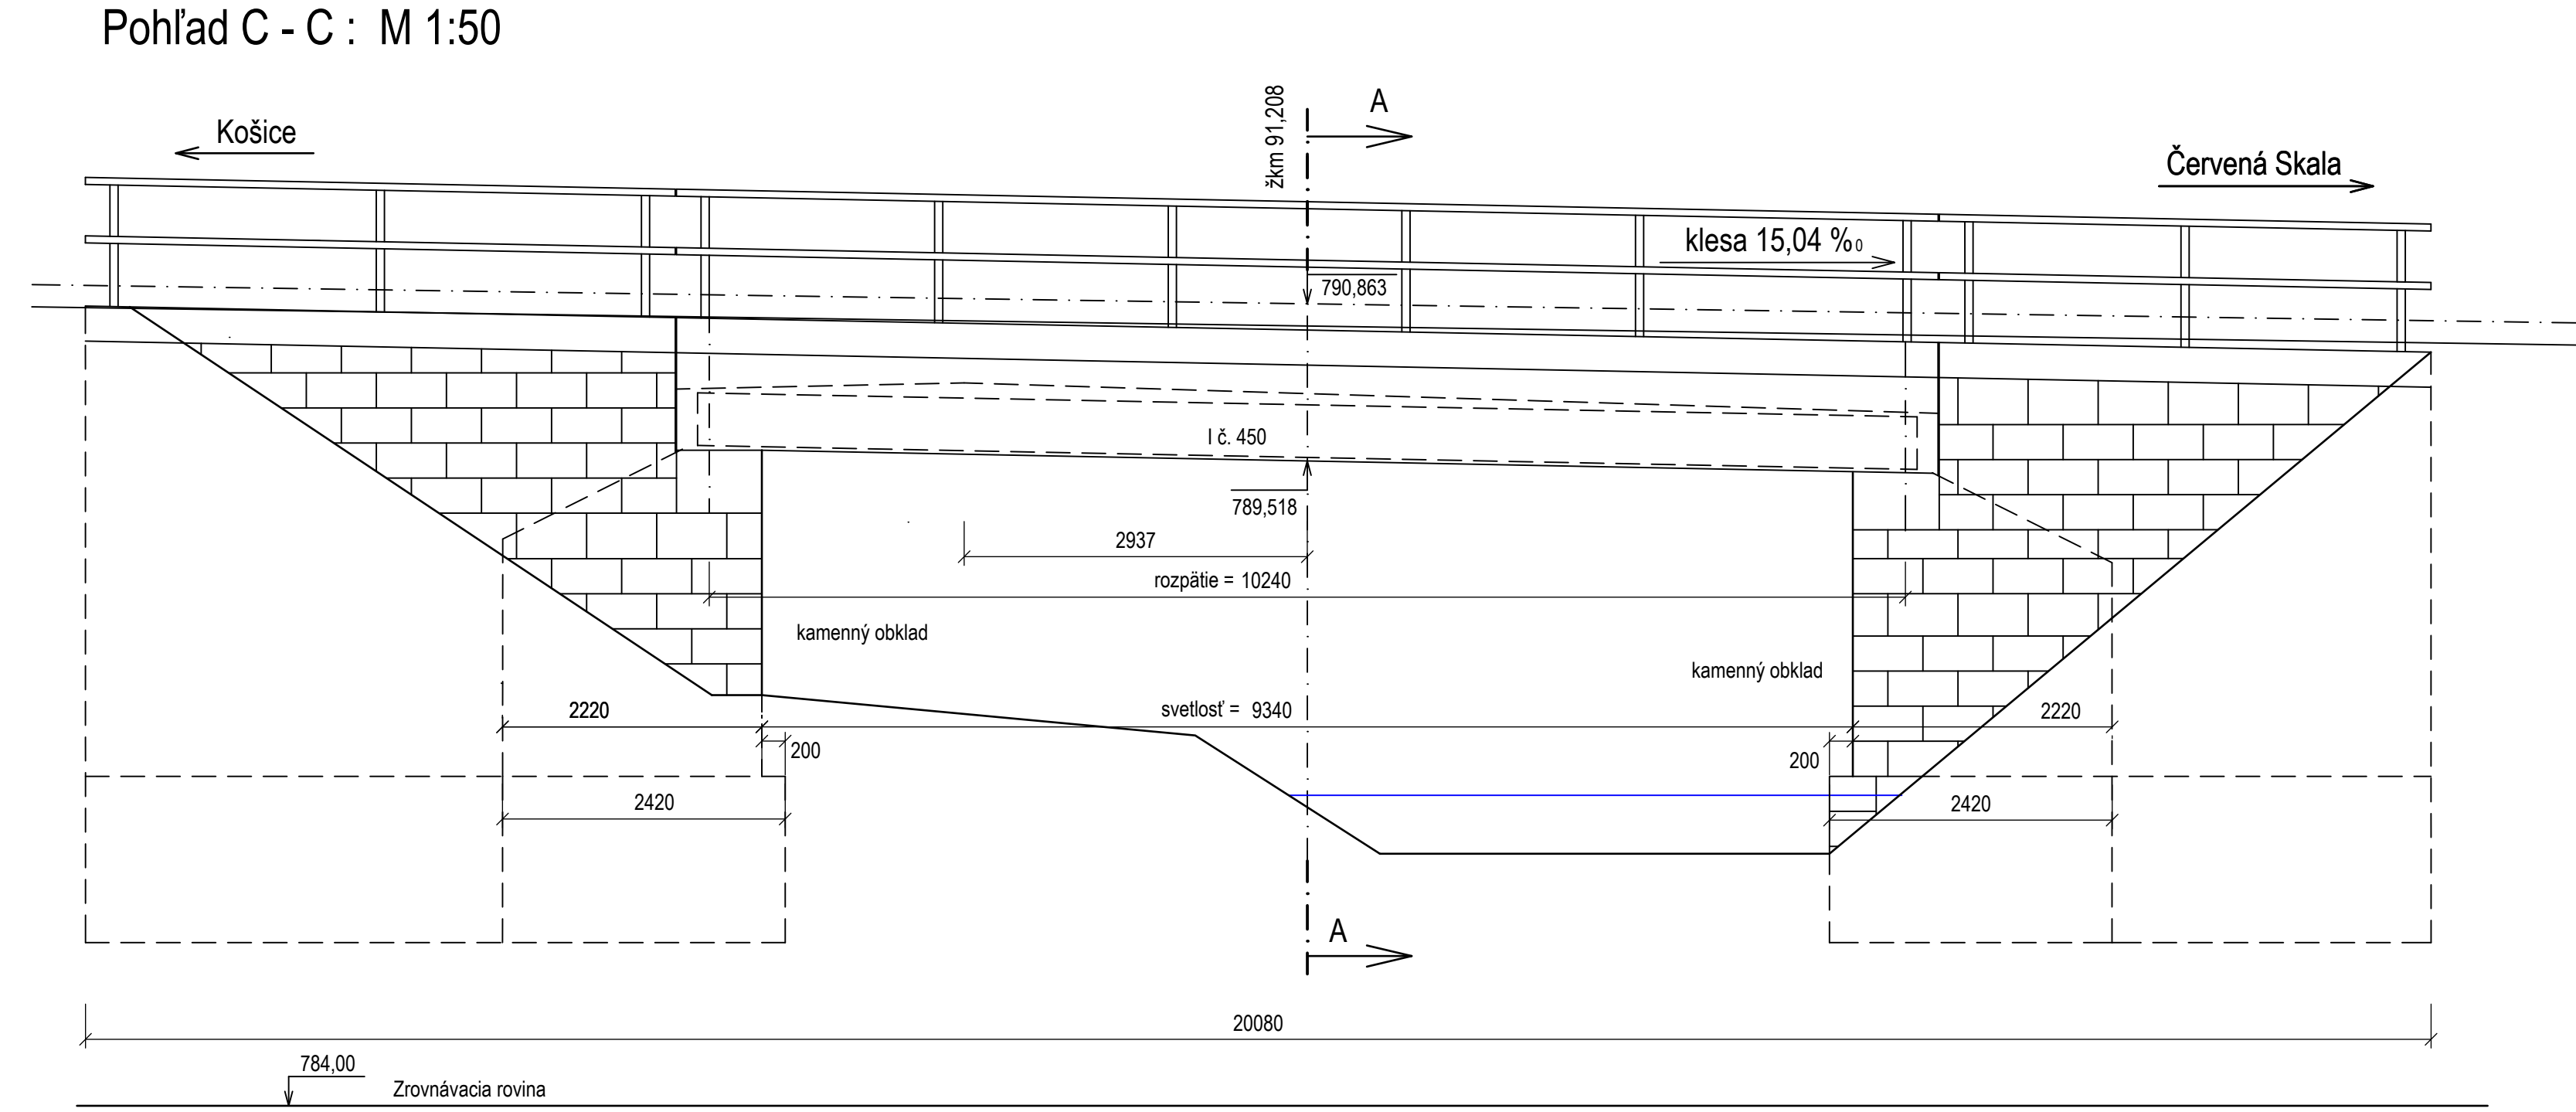 Pohľad C - C :  M 1:50
Košice
žkm 91,208
A
Červená Skala
klesa 15,04 ‰
790,863
I č. 450
789,518
2937
rozpätie = 10240
kamenný obklad
kamenný obklad
2220
svetlosť = 9340
2220
200
200
2420
2420
A
20080
784,00
Zrovnávacia rovina